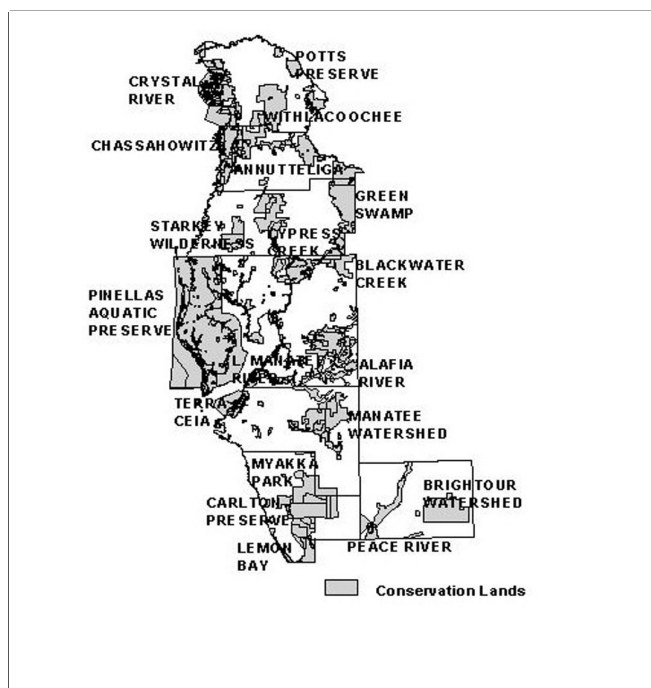 POTTS
PRESERVE
CRYSTAL
RIVER
WITHLACOOCHEE
CHASSAHOWITZ
ANNUTTELIGA
GREEN
SWAMP
STARKEY
WILDERNESS
CYPRESS
CREEK
BLACKWATER
CREEK
PINELLAS
AQUATIC
PRESERVE
L. MANATEE
RIVER
ALAFIA
RIVER
TERRA
CEIA
MANATEE
WATERSHED
MYAKKA
PARK
BRIGHTOUR
WATERSHED
CARLTON
PRESERVE
LEMON
BAY
PEACE RIVER
Conservation Lands